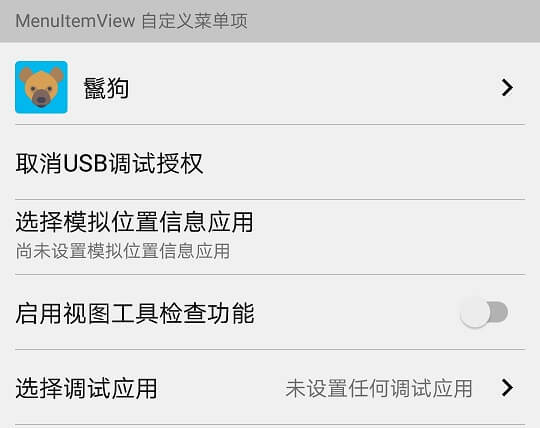 MenuItemView 自定义菜单项
鬣狗
取消USB调试授权
选择模拟位置信息应用
尚未设置模拟位置信息应用
启用视图工具检查功能
选择调试应用 未设置任何调试应用